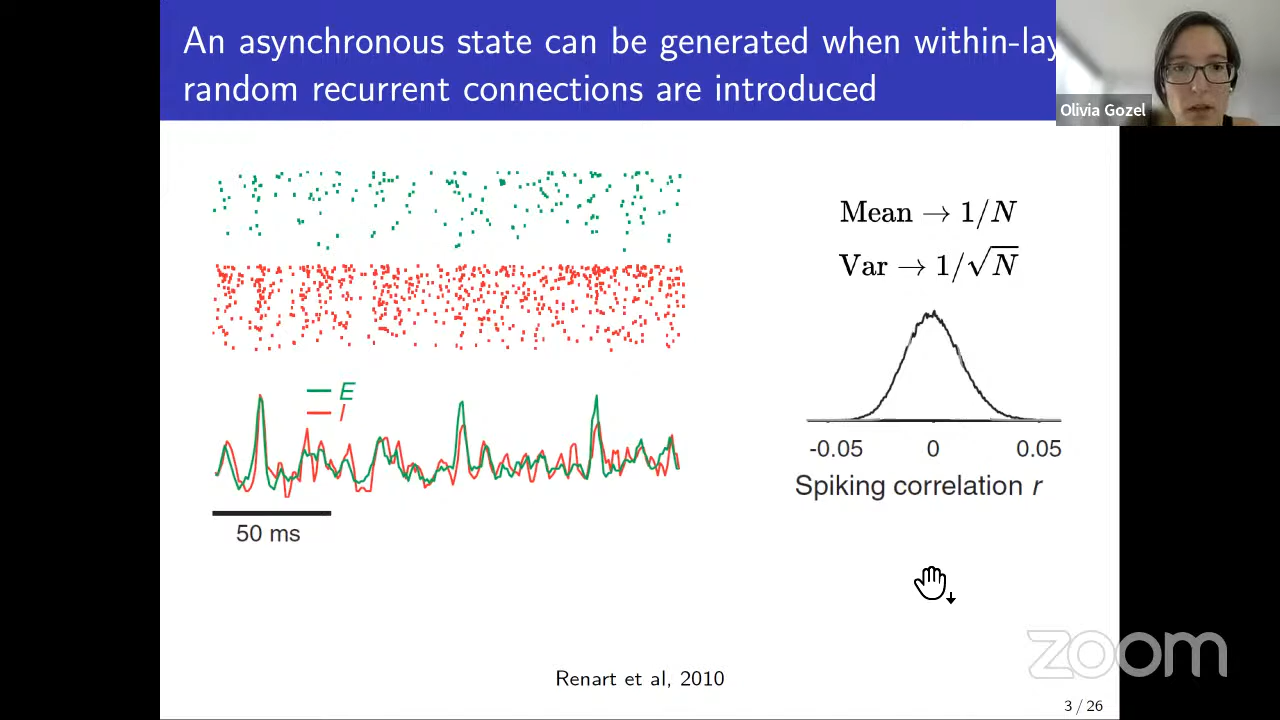 An asynchronous state can be generated when within-lay
random recurrent connections are introduced
Olivia Gozel
Mean → 1/N
Var → 1/√N
E
I
50 ms
-0.05 0 0.05
Spiking correlation r
zoom
Renart et al, 2010
3 / 26